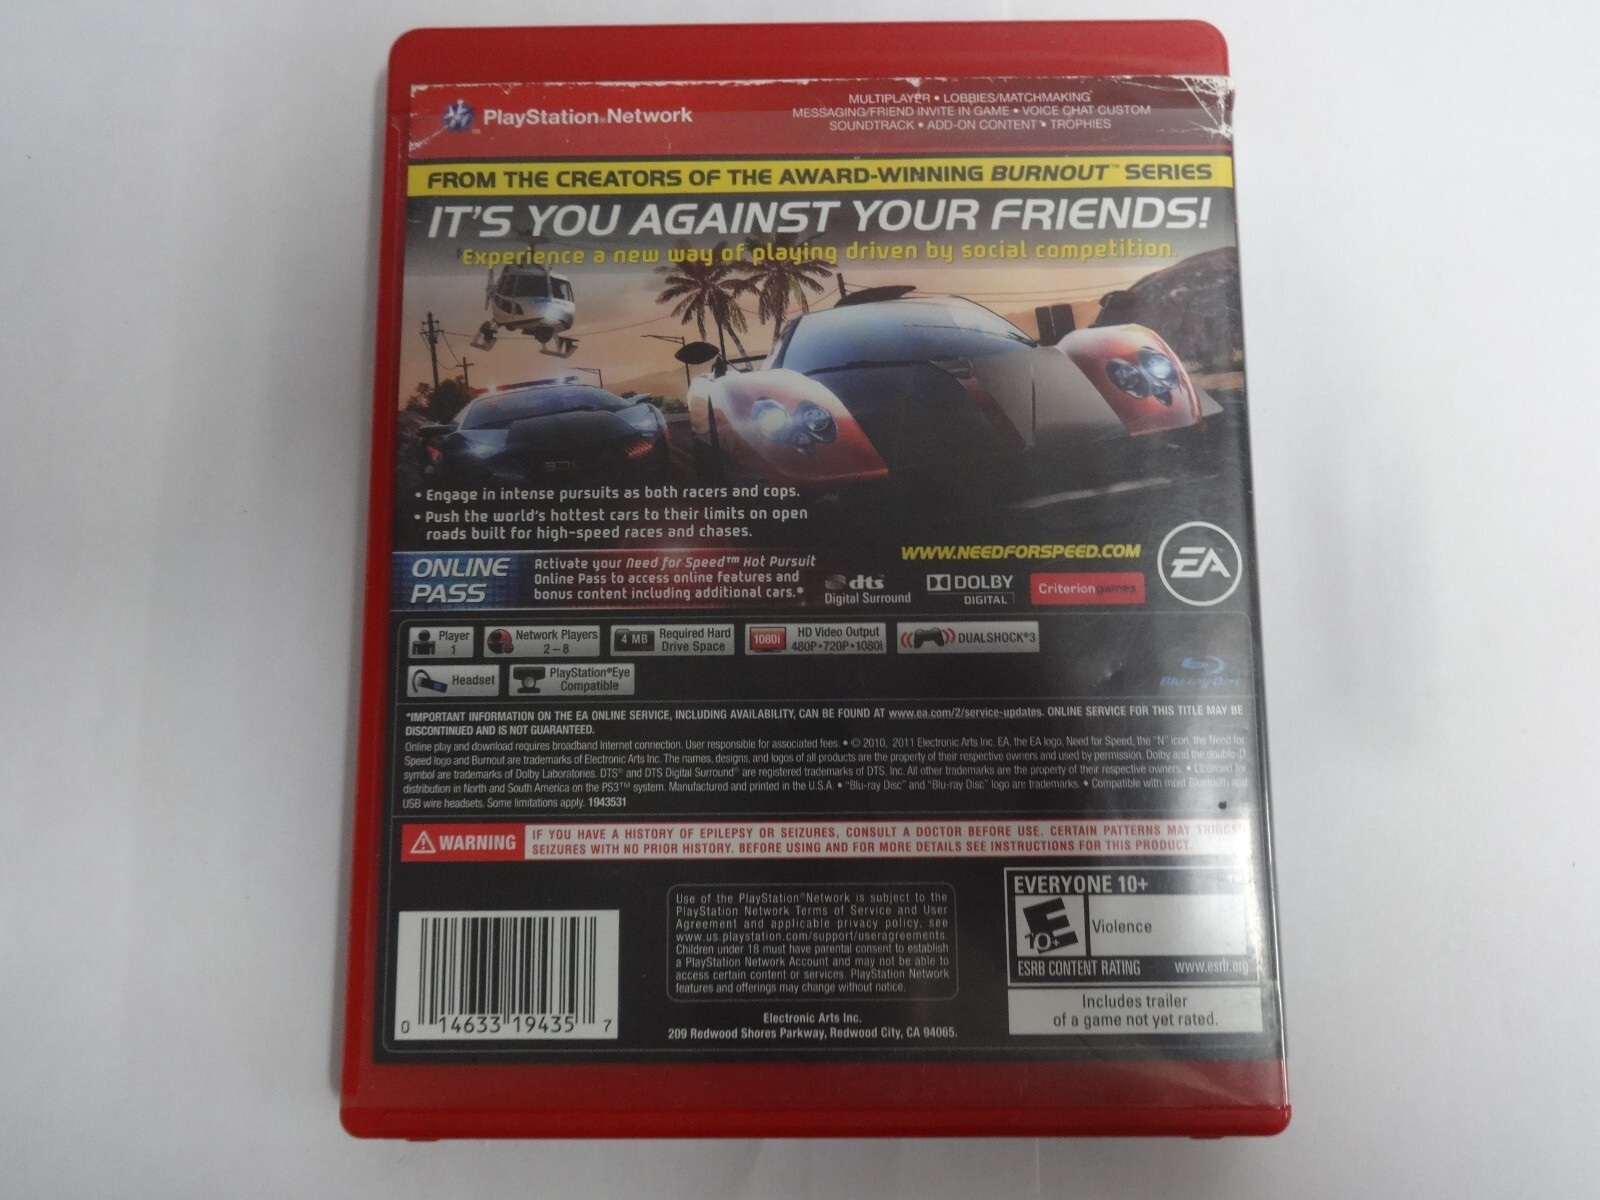 PlayStation®Network
MULTIPLAYER • LOBBIES/MATCHMAKING
MESSAGING/FRIEND INVITE IN GAME • VOICE CHAT CUSTOM
SOUNDTRACK • ADD-ON CONTENT • TROPHIES
FROM THE CREATORS OF THE AWARD-WINNING BURNOUT™ SERIES
IT'S YOU AGAINST YOUR FRIENDS!
Experience a new way of playing driven by social competition.
• Engage in intense pursuits as both racers and cops.
• Push the world's hottest cars to their limits on open
roads built for high-speed races and chases.
ONLINE
PASS
Activate your Need for Speed™ Hot Pursuit
Online Pass to access online features and
bonus content including additional cars.*
WWW.NEEDFORSPEED.COM
dts
Digital Surround
DOLBY
DIGITAL
Criteriongames
EA
Player
1
Network Players
2-8
4 MB
Required Hard
Drive Space
1080i
HD Video Output
480P•720P•1080i
DUALSHOCK®3
Headset
PlayStation®Eye
Compatible
Blu-ray Disc
*IMPORTANT INFORMATION ON THE EA ONLINE SERVICE, INCLUDING AVAILABILITY, CAN BE FOUND AT www.ea.com/2/service-updates. ONLINE SERVICE FOR THIS TITLE MAY BE
DISCONTINUED AND IS NOT GUARANTEED.
Online play and download requires broadband Internet connection. User responsible for associated fees. • © 2010, 2011 Electronic Arts Inc. EA, the EA logo, Need for Speed, the "N" icon, the Need for
Speed logo and Burnout are trademarks of Electronic Arts Inc. The names, designs, and logos of all products are the property of their respective owners and used by permission. Dolby and the double-D
symbol are trademarks of Dolby Laboratories. DTS® and DTS Digital Surround® are registered trademarks of DTS, Inc. All other trademarks are the property of their respective owners. • Licensed for
distribution in North and South America on the PS3™ system. Manufactured and printed in the U.S.A. • "Blu-ray Disc" and "Blu-ray Disc" logo are trademarks. • Compatible with most Bluetooth and
USB wire headsets. Some limitations apply. 1943531
WARNING
IF YOU HAVE A HISTORY OF EPILEPSY OR SEIZURES, CONSULT A DOCTOR BEFORE USE. CERTAIN PATTERNS MAY TRIGGER
SEIZURES WITH NO PRIOR HISTORY. BEFORE USING AND FOR MORE DETAILS SEE INSTRUCTIONS FOR THIS PRODUCT.
Use of the PlayStation®Network is subject to the
PlayStation Network Terms of Service and User
Agreement and applicable privacy policy, see
www.us.playstation.com/support/useragreements.
Children under 18 must have parental consent to establish
a PlayStation Network Account and may not be able to
access certain content or services. PlayStation Network
features and offerings may change without notice.
Electronic Arts Inc.
209 Redwood Shores Parkway, Redwood City, CA 94065.
0 14633 19435 7
EVERYONE 10+
E
10+
Violence
ESRB CONTENT RATING www.esrb.org
Includes trailer
of a game not yet rated.